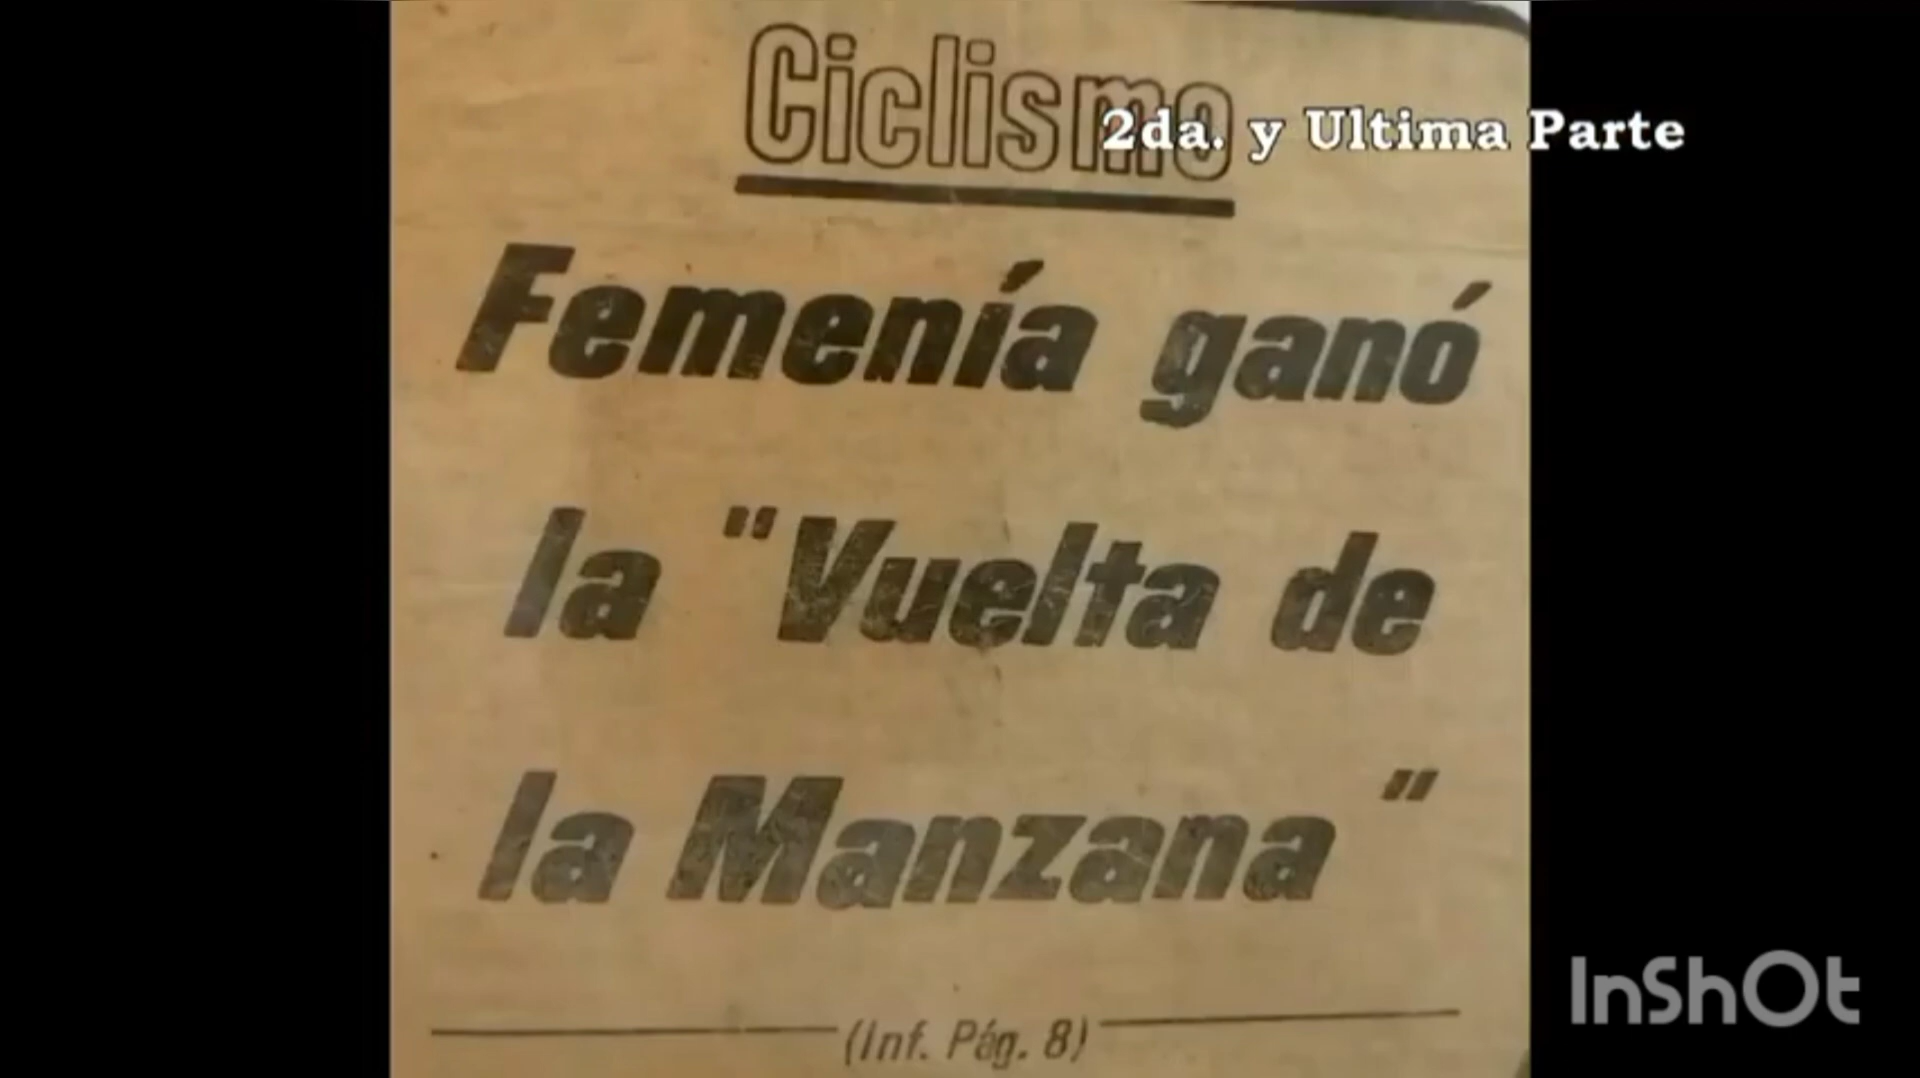 Ciclismo
2da. y Ultima Parte
Femenía ganó
la "Vuelta de
la Manzana"
(Inf. Pág. 8)
InShOt